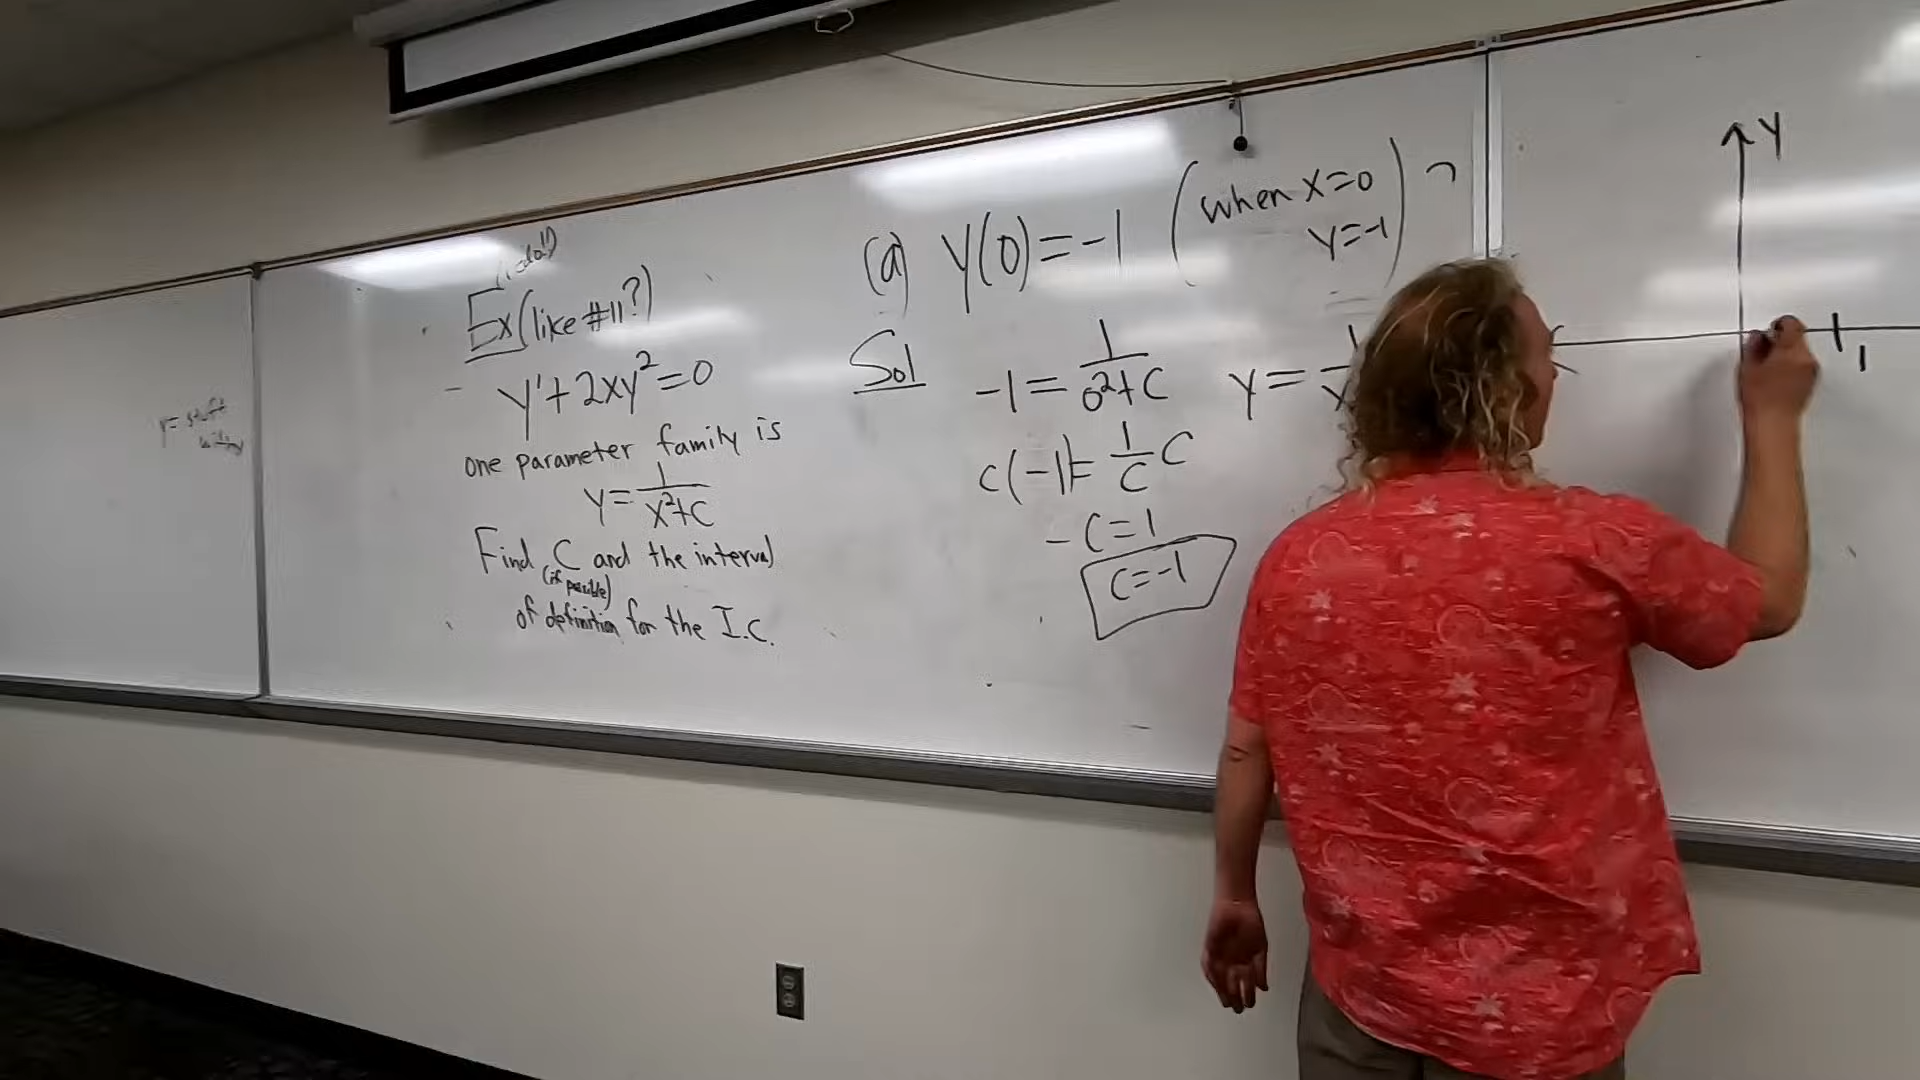 Ex (like #11?)
y'+2xy²=0
one parameter family is
y=1/(x²+C)
Find C and the interval
(if possible)
of definition for the I.C.
(a) y(0)=-1 (when x=0
y=-1)
Sol
-1=1/(0²+C)
C(-1)=1/C C
-C=1
C=-1
y=
y
1